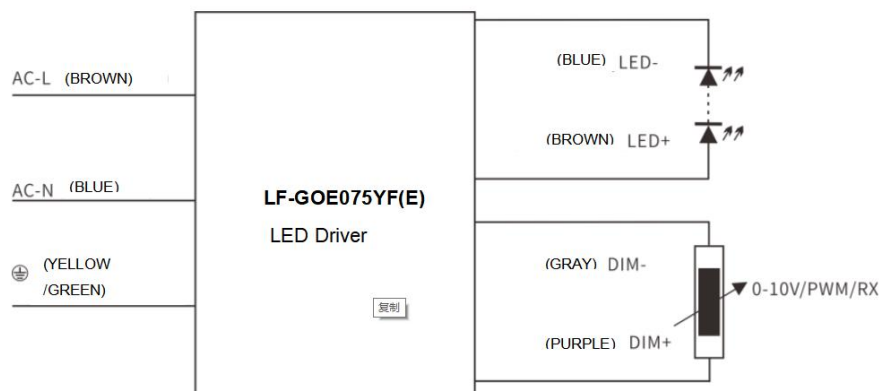 AC-L (BROWN)
AC-N (BLUE)
(YELLOW
/GREEN)
LF-GOE075YF(E)
LED Driver
复制
(BLUE) LED-
(BROWN) LED+
(GRAY) DIM-
(PURPLE) DIM+
0-10V/PWM/RX